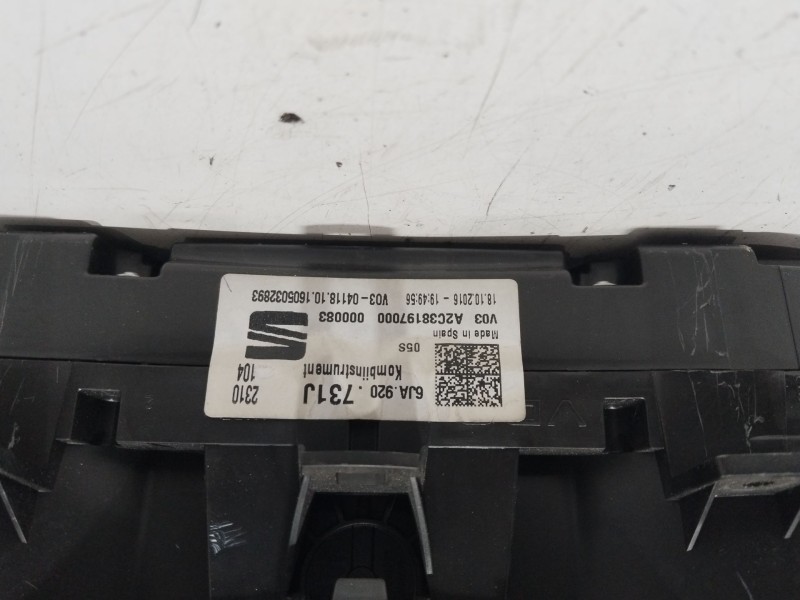 6JA.920 . 731J 2310
Kombiinstrument 104
05S
Made in Spain
V03 A2C38197000 000083
18.10.2016 - 19:49:56 V03-04118.10.1605032893